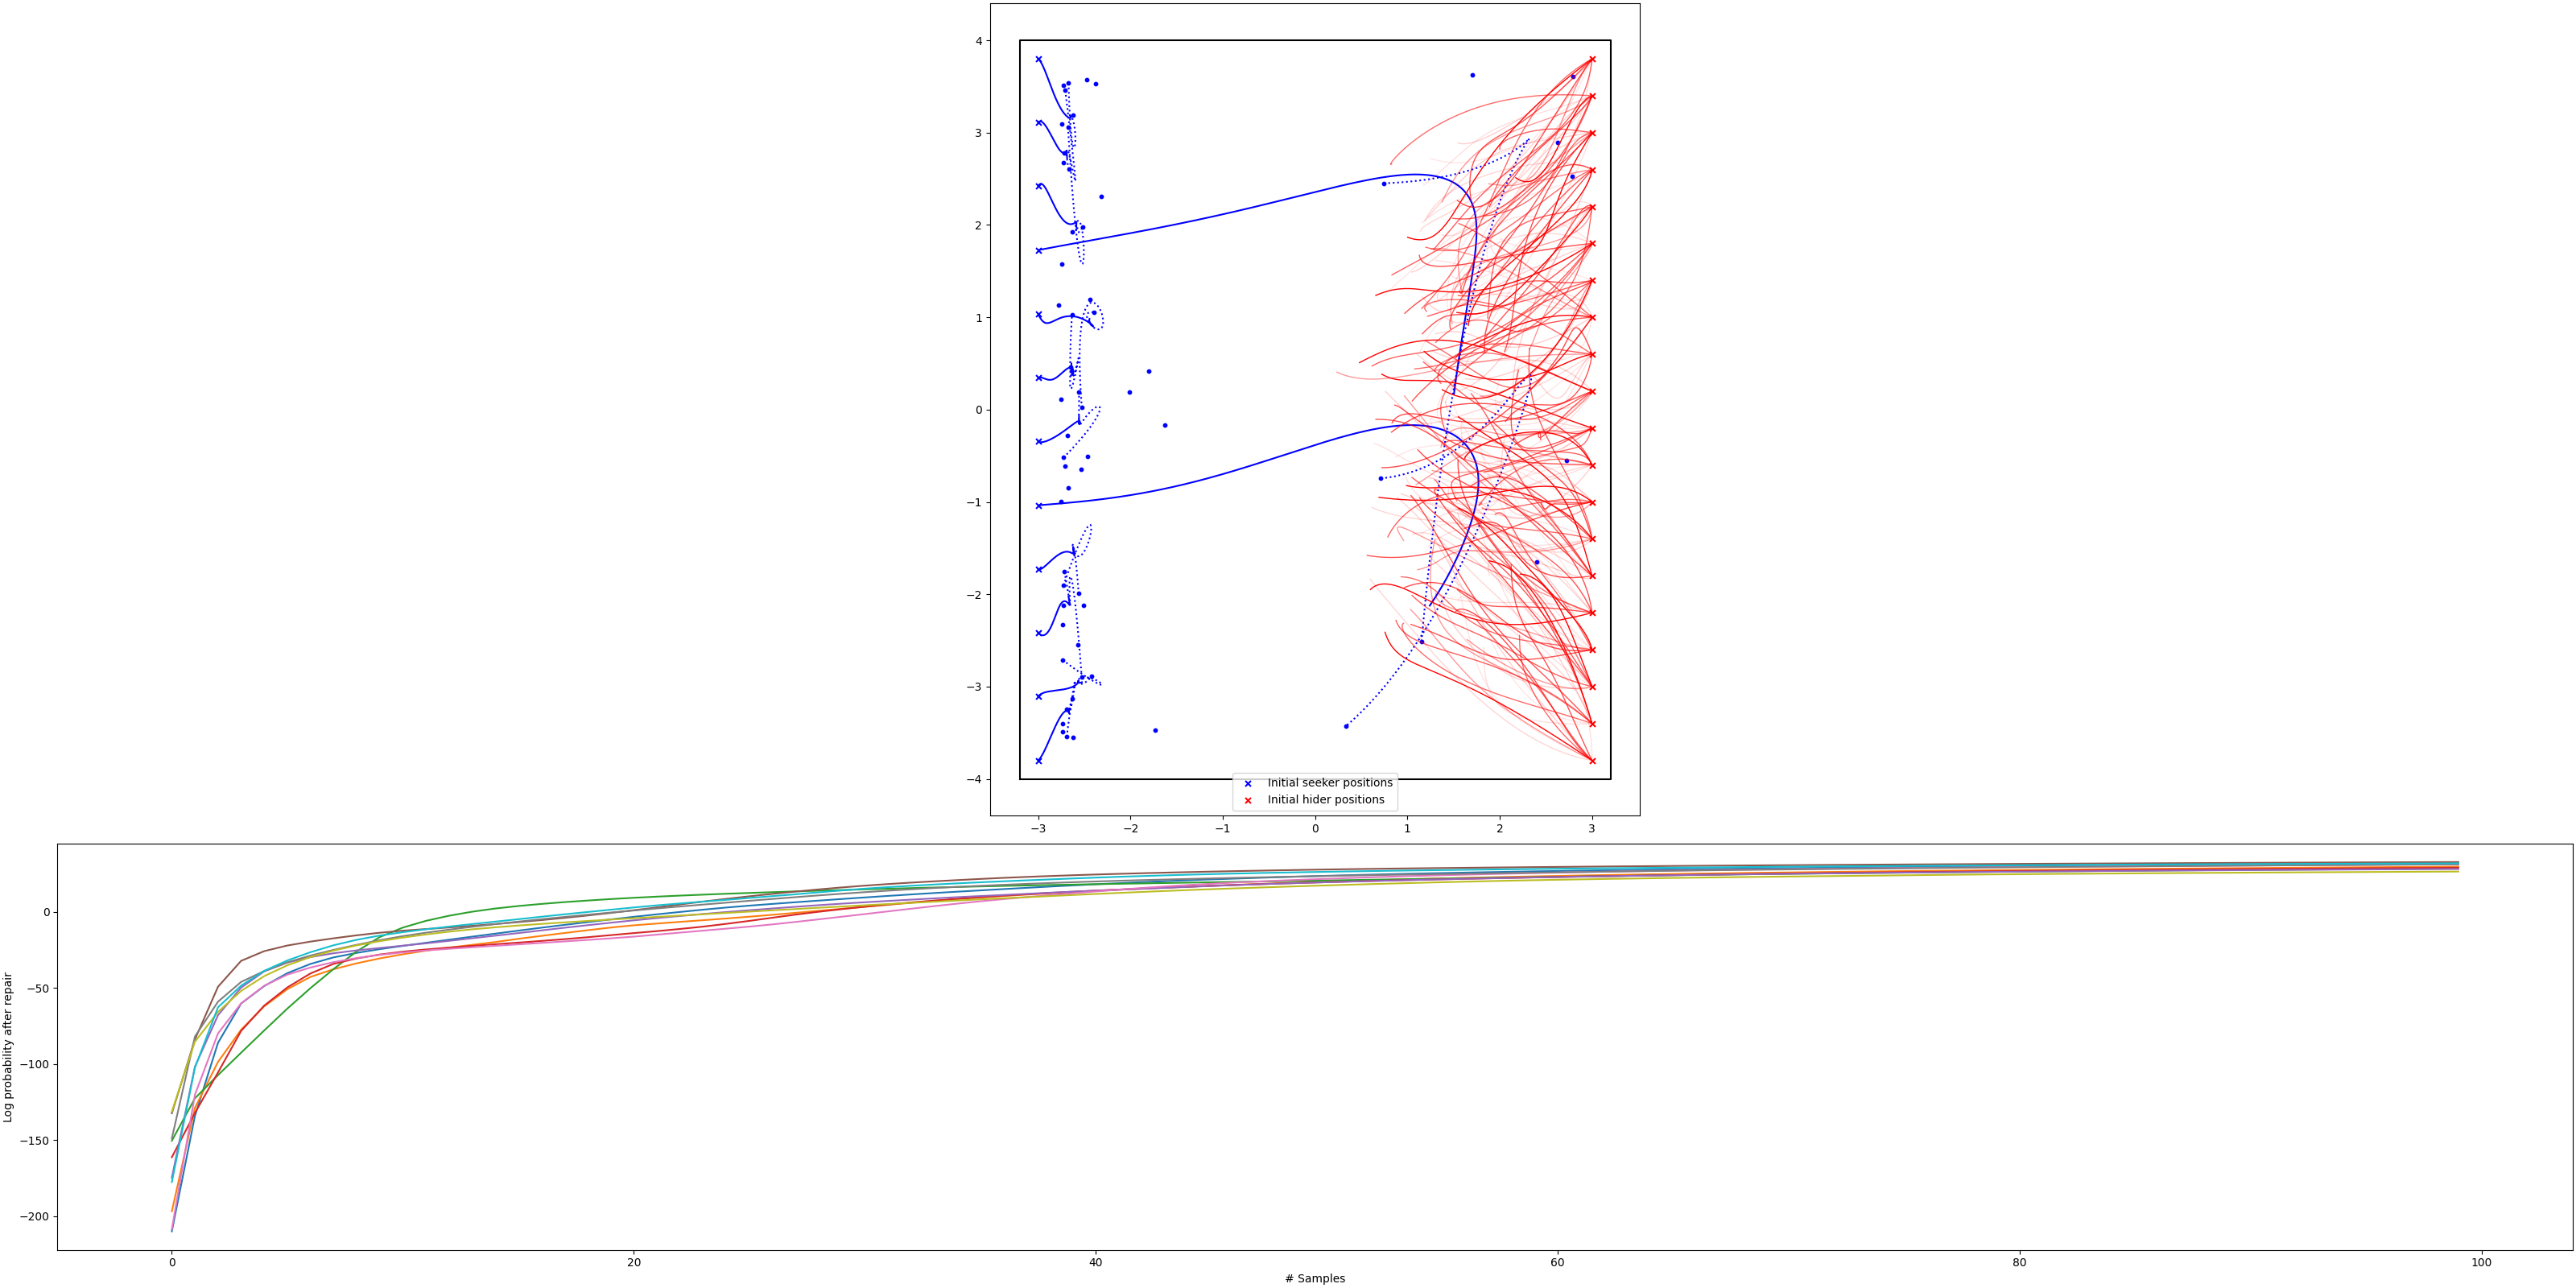 4
3
2
1
0
−1
−2
−3
−4
Initial seeker positions
Initial hider positions
−3 −2 −1 0 1 2 3
Log probability after repair
0
−50
−100
−150
−200
0 20 40 60 80 100
# Samples